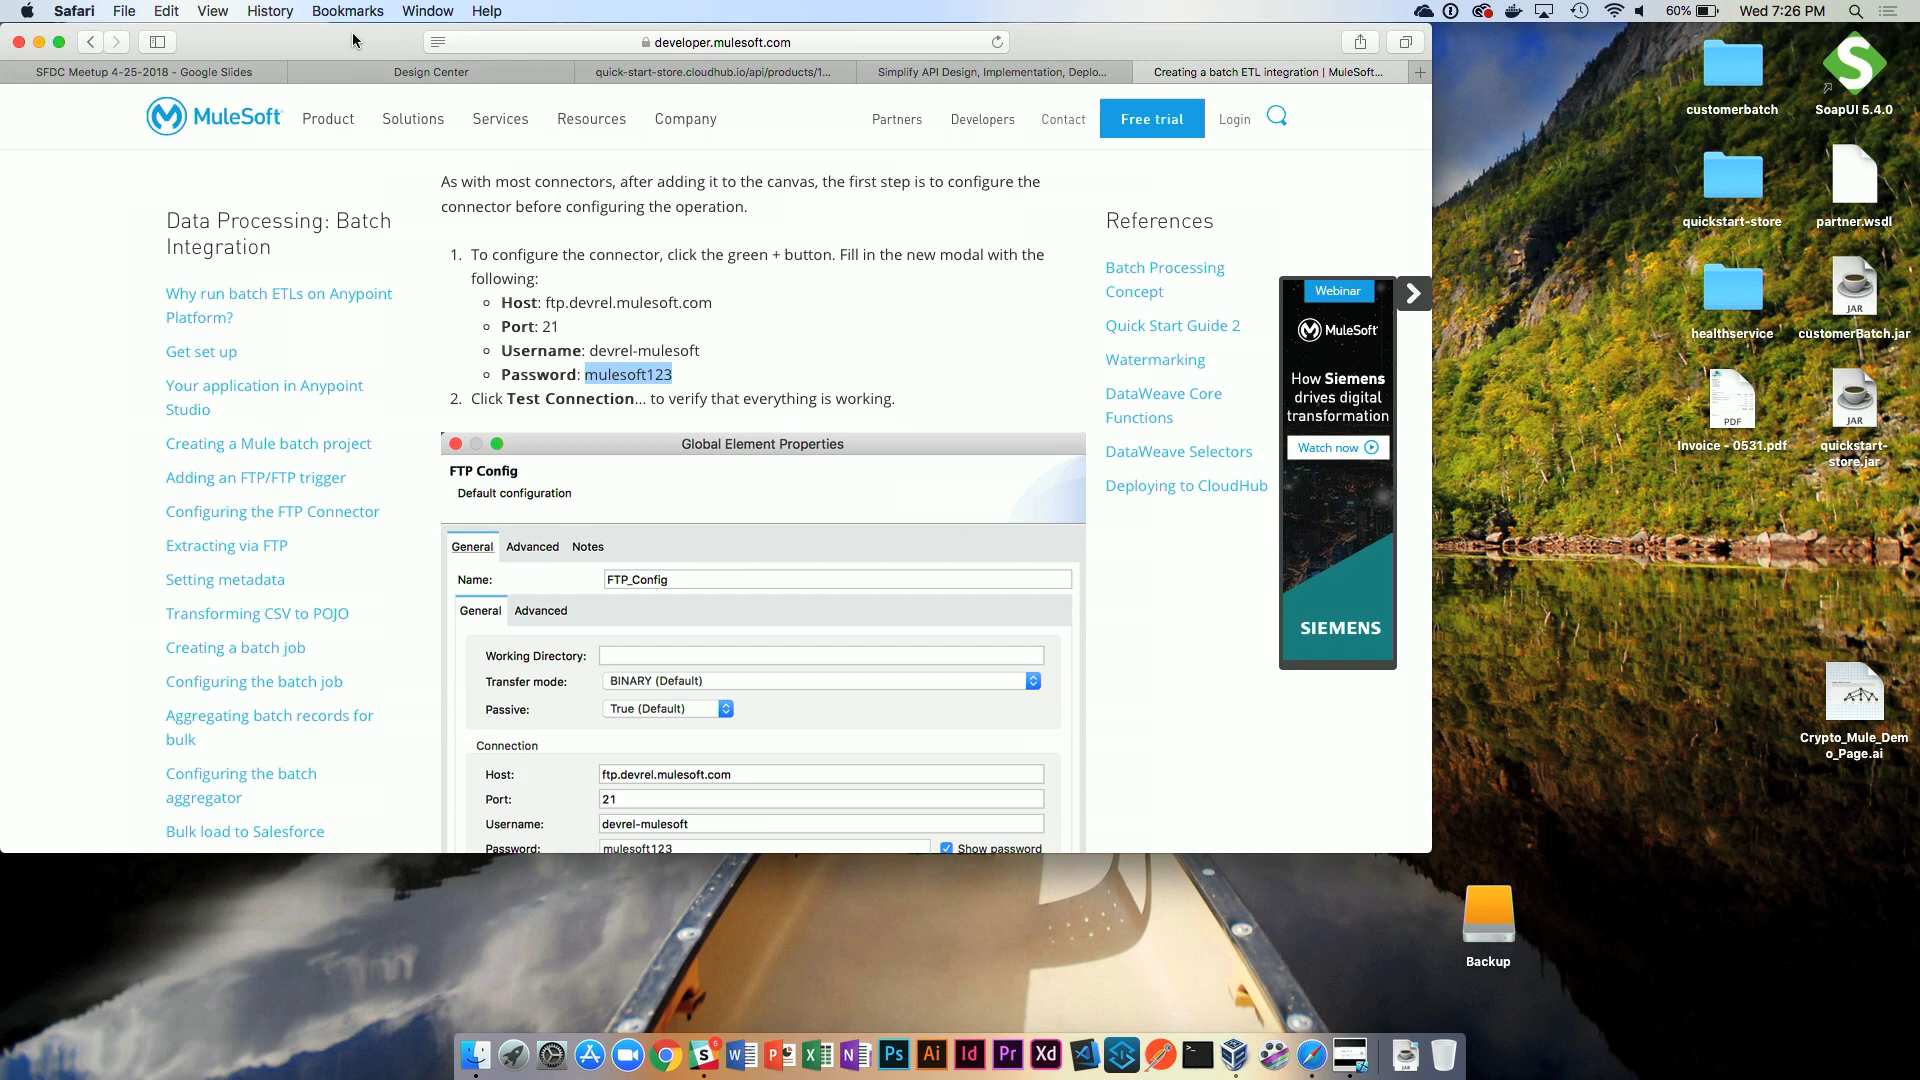 Safari File Edit View History Bookmarks Window Help
60% Wed 7:26 PM
developer.mulesoft.com
SFDC Meetup 4-25-2018 - Google Slides
Design Center
quick-start-store.cloudhub.io/api/products/1...
Simplify API Design, Implementation, Deplo...
Creating a batch ETL integration | MuleSoft...
MuleSoft
Product Solutions Services Resources Company
Partners Developers Contact Free trial Login
Data Processing: Batch
Integration
Why run batch ETLs on Anypoint
Platform?
Get set up
Your application in Anypoint
Studio
Creating a Mule batch project
Adding an FTP/FTP trigger
Configuring the FTP Connector
Extracting via FTP
Setting metadata
Transforming CSV to POJO
Creating a batch job
Configuring the batch job
Aggregating batch records for
bulk
Configuring the batch
aggregator
Bulk load to Salesforce
As with most connectors, after adding it to the canvas, the first step is to configure the
connector before configuring the operation.
1. To configure the connector, click the green + button. Fill in the new modal with the
following:
Host: ftp.devrel.mulesoft.com
Port: 21
Username: devrel-mulesoft
Password: mulesoft123
2. Click Test Connection... to verify that everything is working.
Global Element Properties
FTP Config
Default configuration
General Advanced Notes
Name: FTP_Config
General Advanced
Working Directory:
Transfer mode: BINARY (Default)
Passive: True (Default)
Connection
Host: ftp.devrel.mulesoft.com
Port: 21
Username: devrel-mulesoft
Password: mulesoft123 Show password
References
Batch Processing
Concept
Quick Start Guide 2
Watermarking
DataWeave Core
Functions
DataWeave Selectors
Deploying to CloudHub
Webinar
MuleSoft
How Siemens
drives digital
transformation
Watch now
SIEMENS
customerbatch
SoapUI 5.4.0
quickstart-store
partner.wsdl
healthservice
JAR
customerBatch.jar
PDF
Invoice - 0531.pdf
JAR
quickstart-
store.jar
Crypto_Mule_Dem
o_Page.ai
Backup
6
Ps Ai Id Pr Xd
JAR